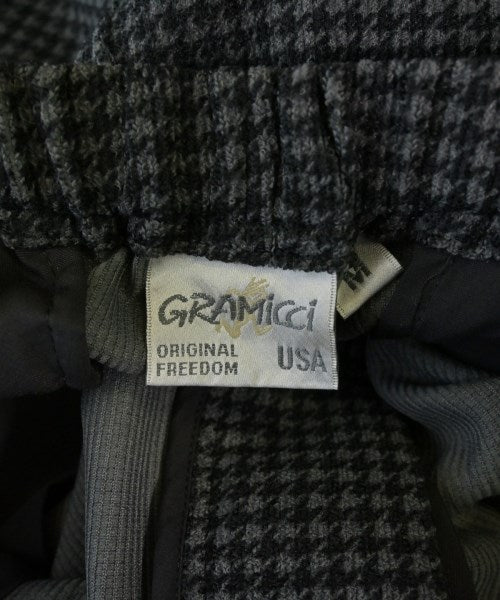 GRAMicci
ORIGINAL
FREEDOM
USA
M